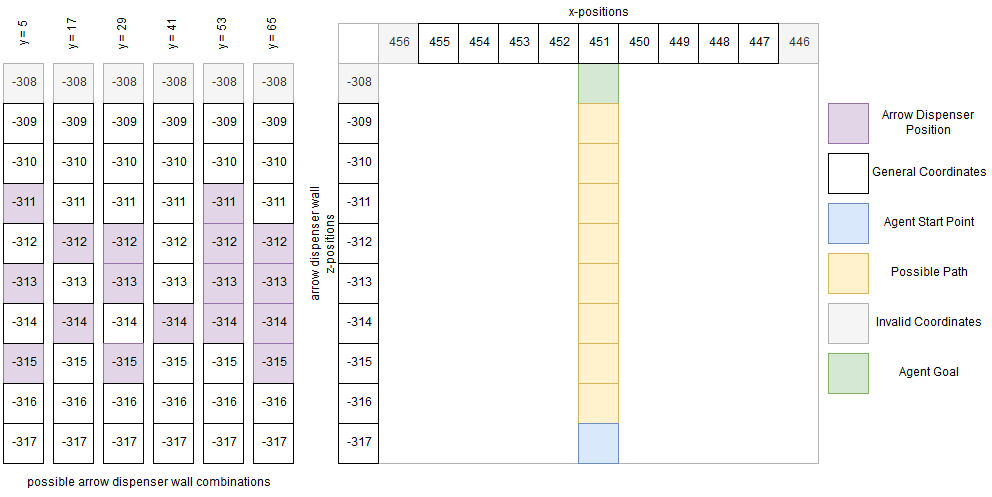 x-positions
y = 5 y = 17 y = 29 y = 41 y = 53 y = 65
456 455 454 453 452 451 450 449 448 447 446
-308 -308 -308 -308 -308 -308 -308
-309 -309 -309 -309 -309 -309 -309
-310 -310 -310 -310 -310 -310 -310
-311 -311 -311 -311 -311 -311 -311
-312 -312 -312 -312 -312 -312 -312
-313 -313 -313 -313 -313 -313 -313
-314 -314 -314 -314 -314 -314 -314
-315 -315 -315 -315 -315 -315 -315
-316 -316 -316 -316 -316 -316 -316
-317 -317 -317 -317 -317 -317 -317
arrow dispenser wall
z-positions
Arrow Dispenser
Position
General Coordinates
Agent Start Point
Possible Path
Invalid Coordinates
Agent Goal
possible arrow dispenser wall combinations